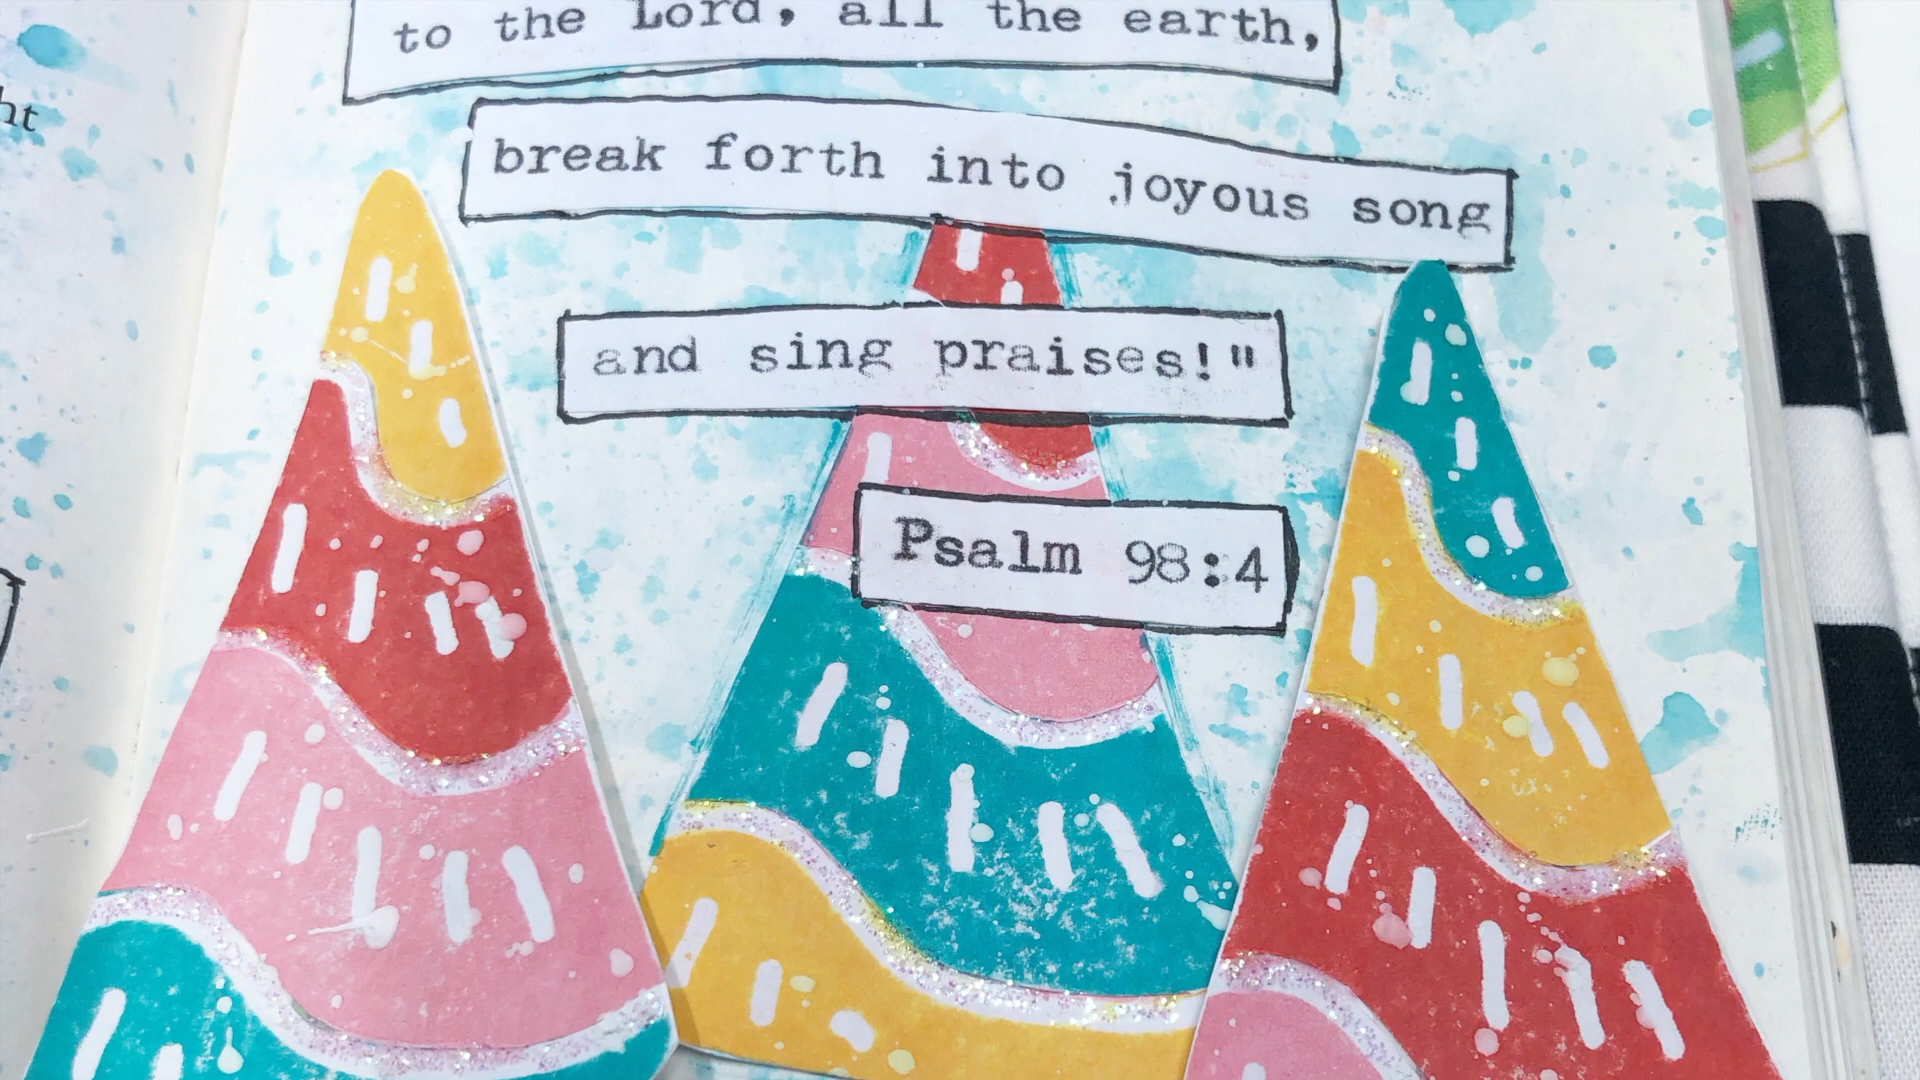 to the Lord, all the earth,
break forth into joyous song
and sing praises!"
Psalm 98:4